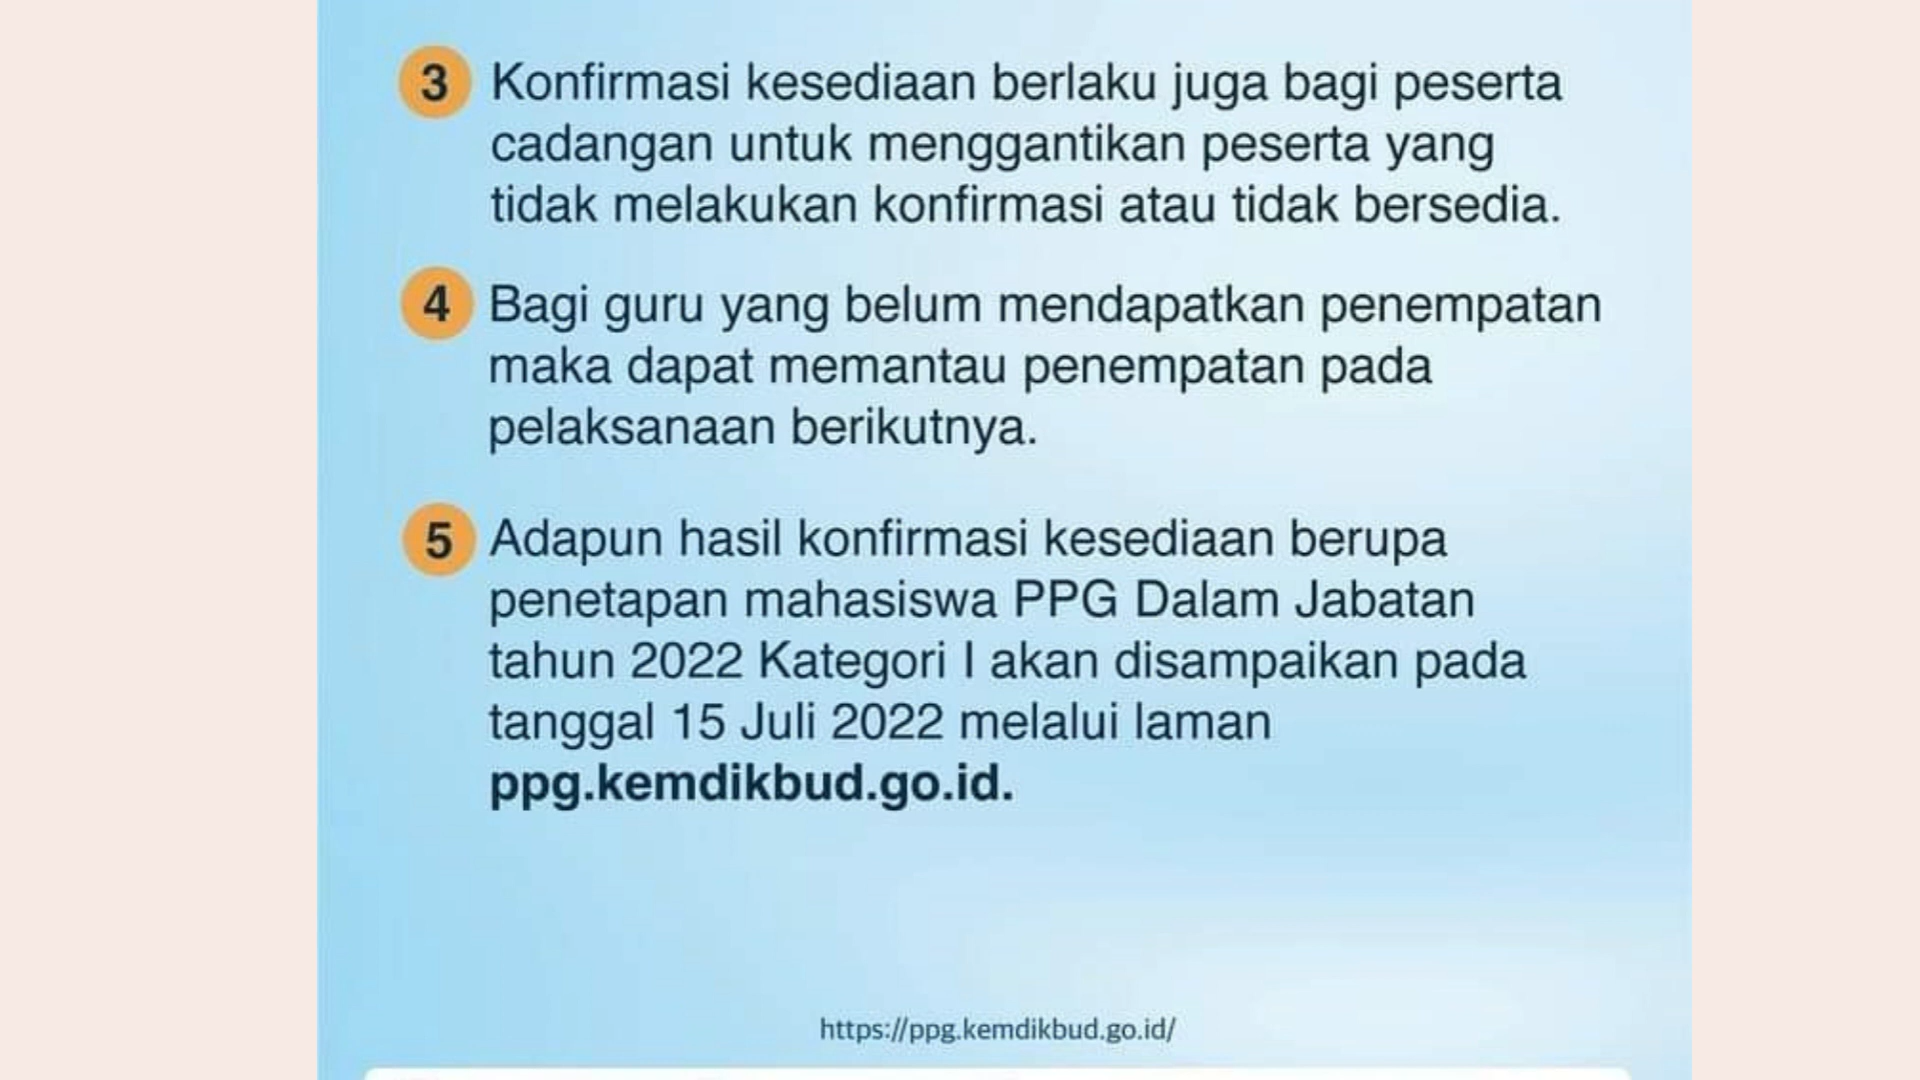 3 Konfirmasi kesediaan berlaku juga bagi peserta
cadangan untuk menggantikan peserta yang
tidak melakukan konfirmasi atau tidak bersedia.
4 Bagi guru yang belum mendapatkan penempatan
maka dapat memantau penempatan pada
pelaksanaan berikutnya.
5 Adapun hasil konfirmasi kesediaan berupa
penetapan mahasiswa PPG Dalam Jabatan
tahun 2022 Kategori I akan disampaikan pada
tanggal 15 Juli 2022 melalui laman
ppg.kemdikbud.go.id.
https://ppg.kemdikbud.go.id/